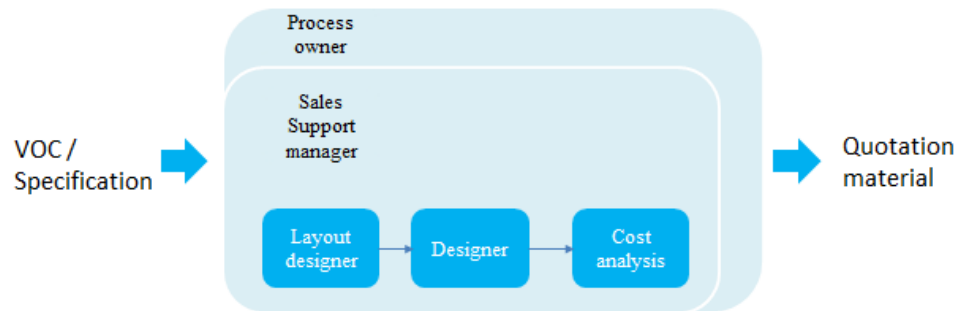 Process
owner
Sales
Support
manager
VOC /
Specification
Layout
designer
Designer
Cost
analysis
Quotation
material